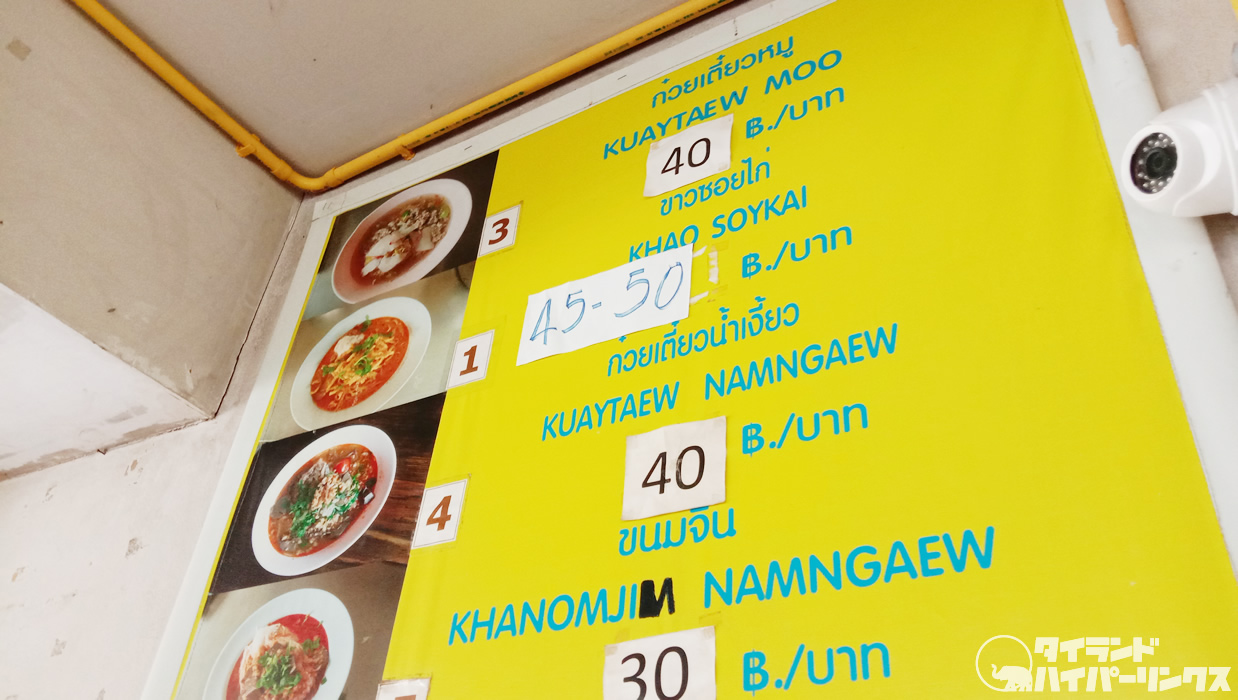 ก๋วยเตี๋ยวหมู
KUAYTAEW MOO
40 ฿./บาท
3
ขาวซอยไก่
KHAO SOYKAI
45-50 ฿./บาท
1
ก๋วยเตี๋ยวน้ำเงี้ยว
KUAYTAEW NAMNGAEW
40 ฿./บาท
4
ขนมจีน
KHANOMJIM NAMNGAEW
30 ฿./บาท
タイランド
ハイパーリンクス